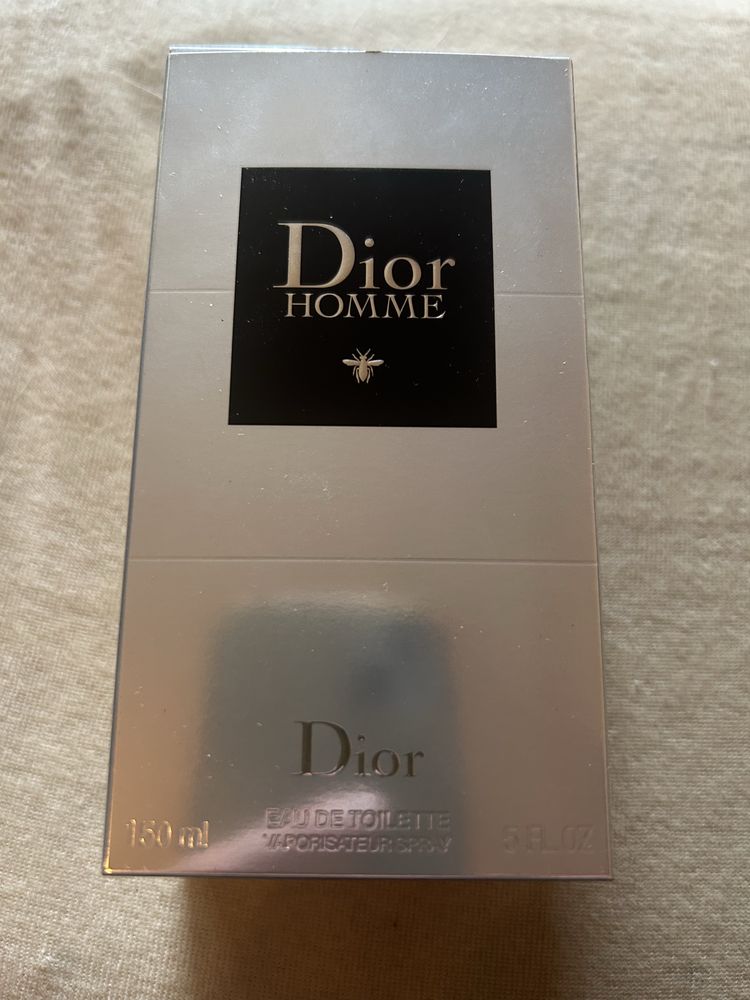 Dior
HOMME
Dior
EAU DE TOILETTE
VAPORISATEUR SPRAY
150 ml
5 FL.OZ